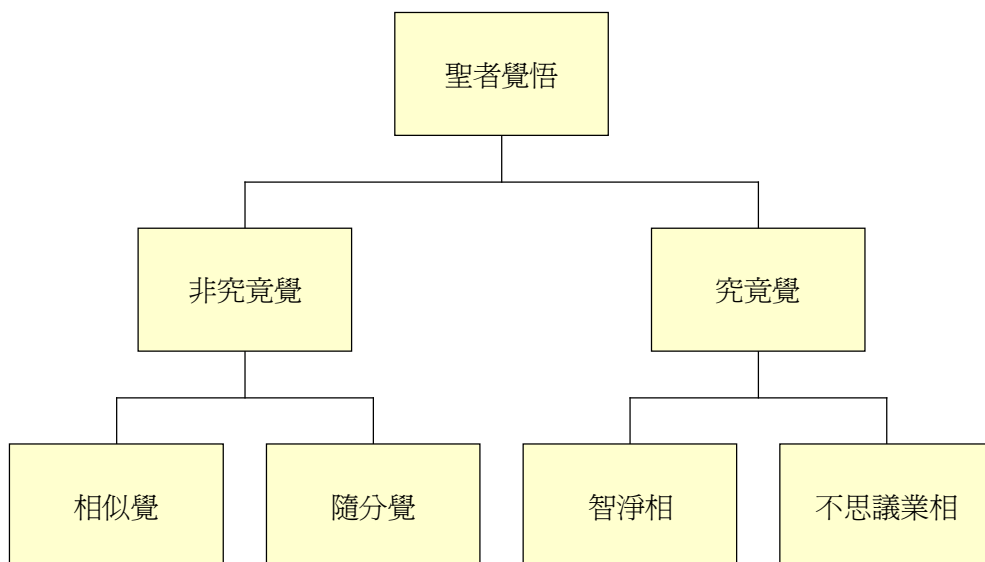 聖者覺悟
非究竟覺
究竟覺
相似覺
隨分覺
智淨相
不思議業相